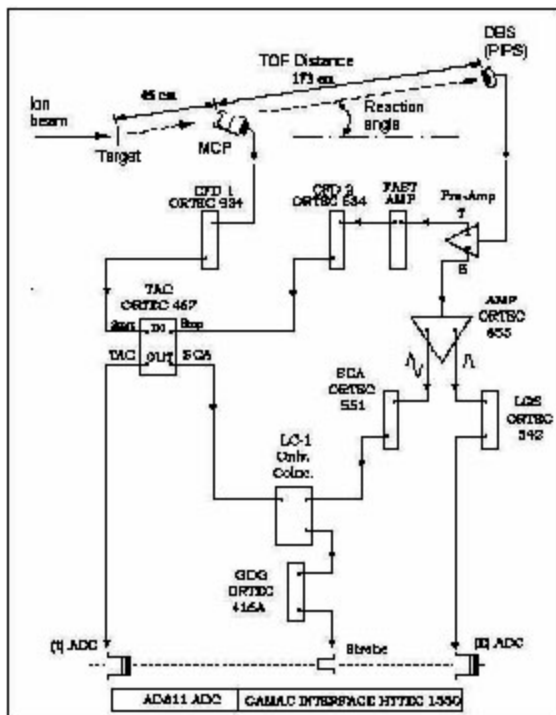 DBS
(PIPS)
TOF Distance
173 cm
45 cm
Ion
beam
Reaction
angle
Target
MCP
CFD 1
ORTEC 934
CFD 2
ORTEC 934
FAST
AMP
Pre-Amp
T
E
TAC
ORTEC 467
Start
IN
Stop
TAC
OUT
SCA
AMP
ORTEC
SCA
ORTEC
551
LGS
ORTEC
542
LC-1
Univ.
Coinc.
GDG
ORTEC
416A
(T) ADC
Strobe
(E) ADC
AD811 ADC
CAMAC INTERFACE HYTEC